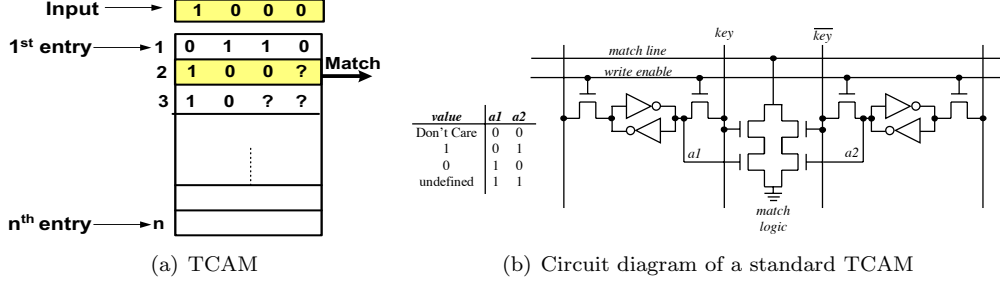 Input 1 0 0 0
1st entry 1 0 1 1 0
2 1 0 0 ? Match
3 1 0 ? ?
nth entry n
(a) TCAM
key key
match line
write enable
value a1 a2
Don't Care 0 0
1 0 1
0 1 0
undefined 1 1
a1 a2
match
logic
(b) Circuit diagram of a standard TCAM